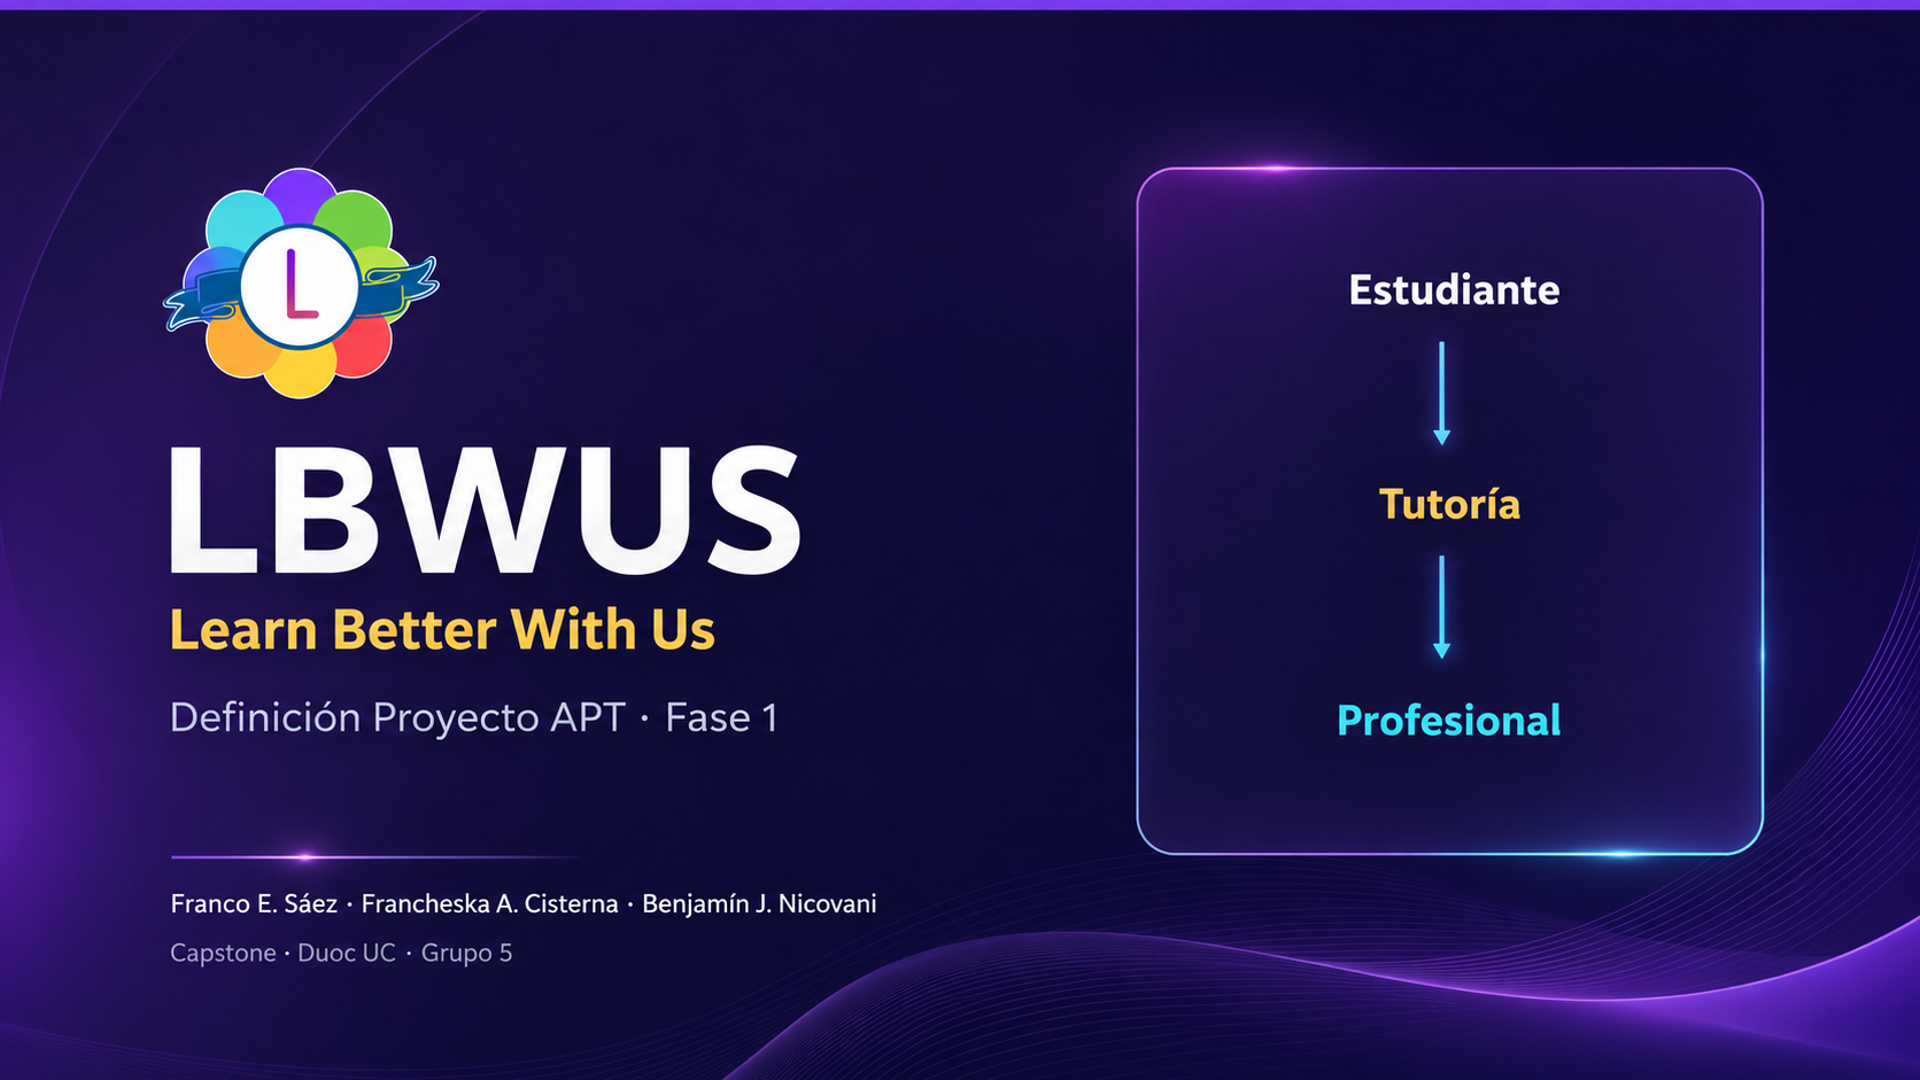 L
LBWUS
Learn Better With Us
Definición Proyecto APT · Fase 1
Franco E. Sáez · Francheska A. Cisterna · Benjamín J. Nicovani
Capstone · Duoc UC · Grupo 5
Estudiante
Tutoría
Profesional